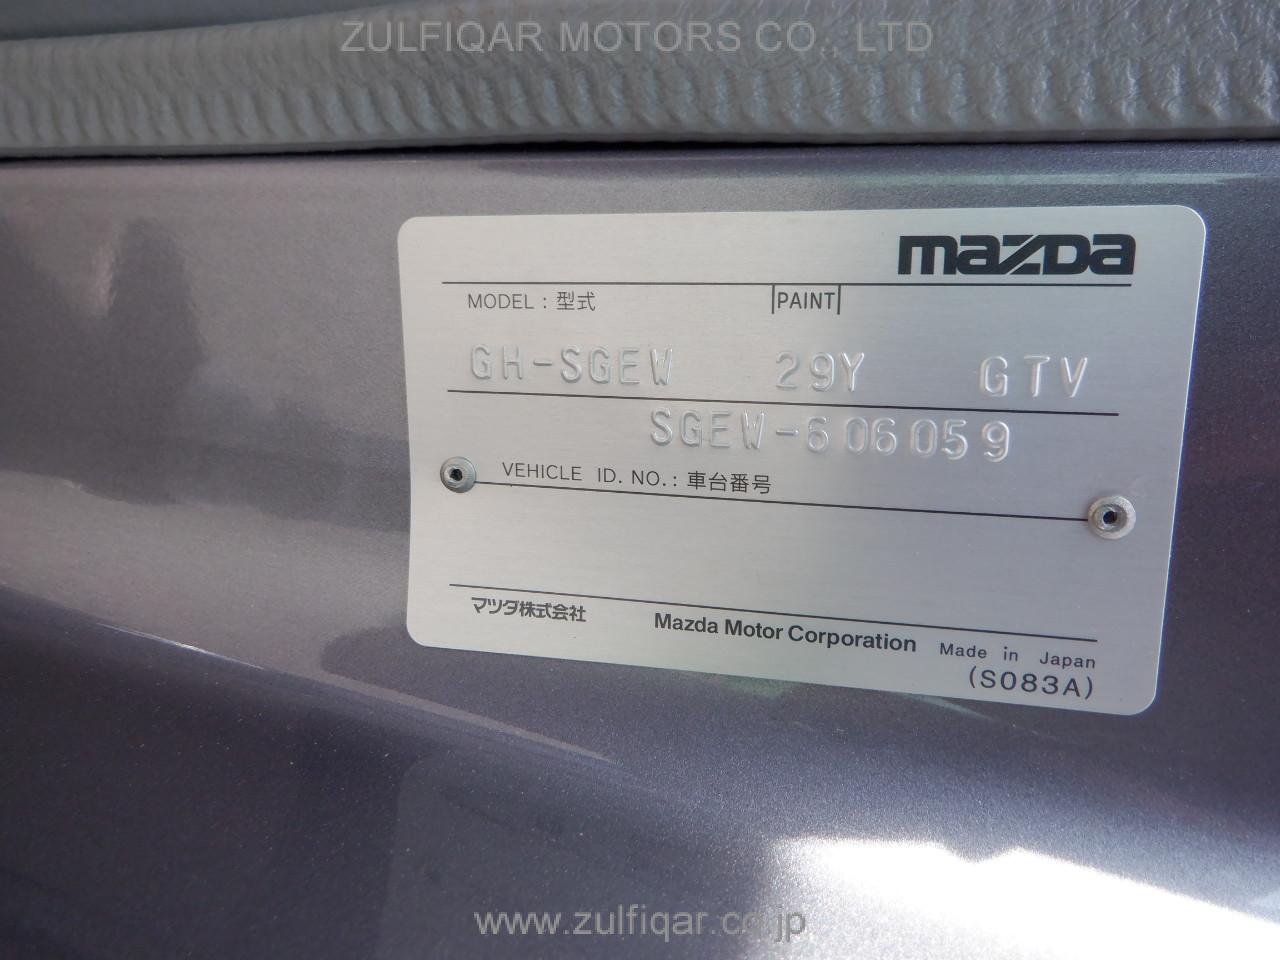 ZULFIQAR MOTORS CO., LTD
mazda
MODEL : 型式 PAINT
GH-SGEW 29Y GTV
SGEW-606059
VEHICLE ID. NO. : 車台番号
マツダ株式会社 Mazda Motor Corporation Made in Japan
(S083A)
www.zulfiqar.co.jp